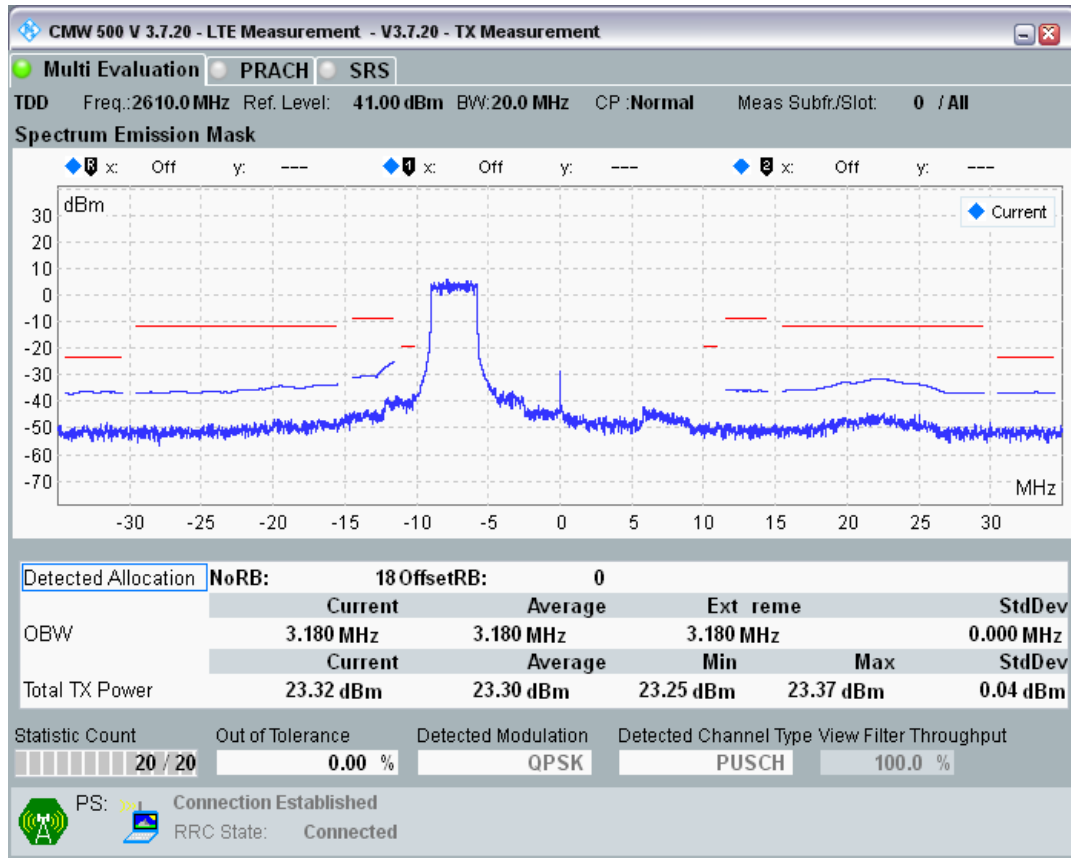 CMW 500 V 3.7.20 - LTE Measurement - V3.7.20 - TX Measurement
Multi Evaluation PRACH SRS
TDD Freq.:2610.0 MHz Ref. Level: 41.00 dBm BW:20.0 MHz CP :Normal Meas Subfr./Slot: 0 / All
Spectrum Emission Mask
R x: Off y: --- 1 x: Off y: --- 2 x: Off y: ---
dBm
Current
30
20
10
0
-10
-20
-30
-40
-50
-60
-70
MHz
-30 -25 -20 -15 -10 -5 0 5 10 15 20 25 30
Detected Allocation NoRB: 18 OffsetRB: 0
Current Average Ext reme StdDev
OBW 3.180 MHz 3.180 MHz 3.180 MHz 0.000 MHz
Current Average Min Max StdDev
Total TX Power 23.32 dBm 23.30 dBm 23.25 dBm 23.37 dBm 0.04 dBm
Statistic Count Out of Tolerance Detected Modulation Detected Channel Type View Filter Throughput
20 / 20 0.00 % QPSK PUSCH 100.0 %
PS: Connection Established
RRC State: Connected